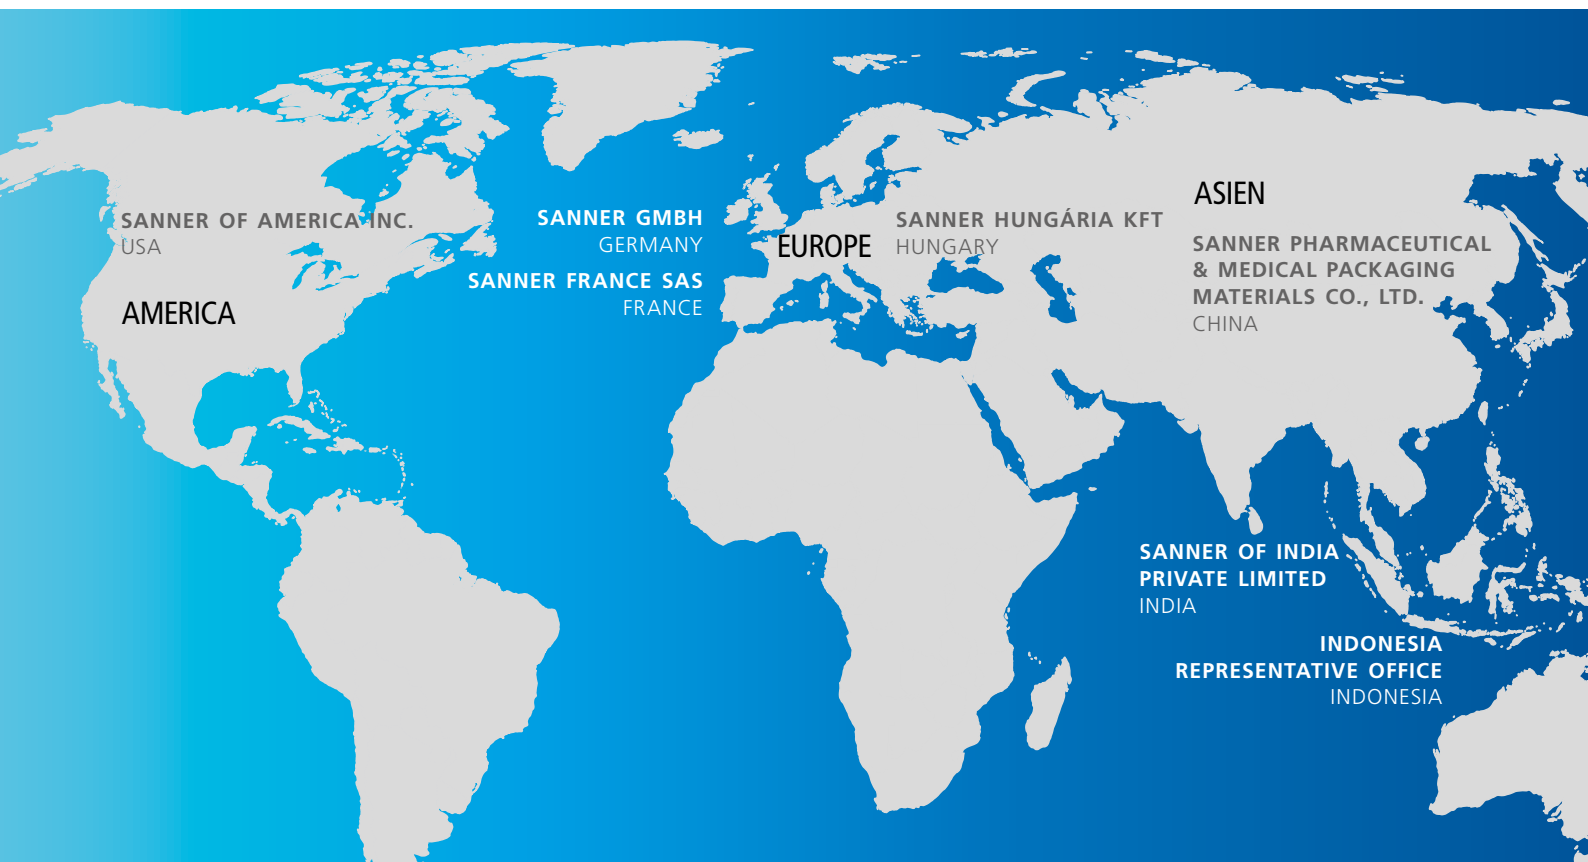 SANNER OF AMERICA INC.
USA
AMERICA
SANNER GMBH
GERMANY
SANNER FRANCE SAS
FRANCE
EUROPE
SANNER HUNGÁRIA KFT
HUNGARY
ASIEN
SANNER PHARMACEUTICAL
& MEDICAL PACKAGING
MATERIALS CO., LTD.
CHINA
SANNER OF INDIA
PRIVATE LIMITED
INDIA
INDONESIA
REPRESENTATIVE OFFICE
INDONESIA